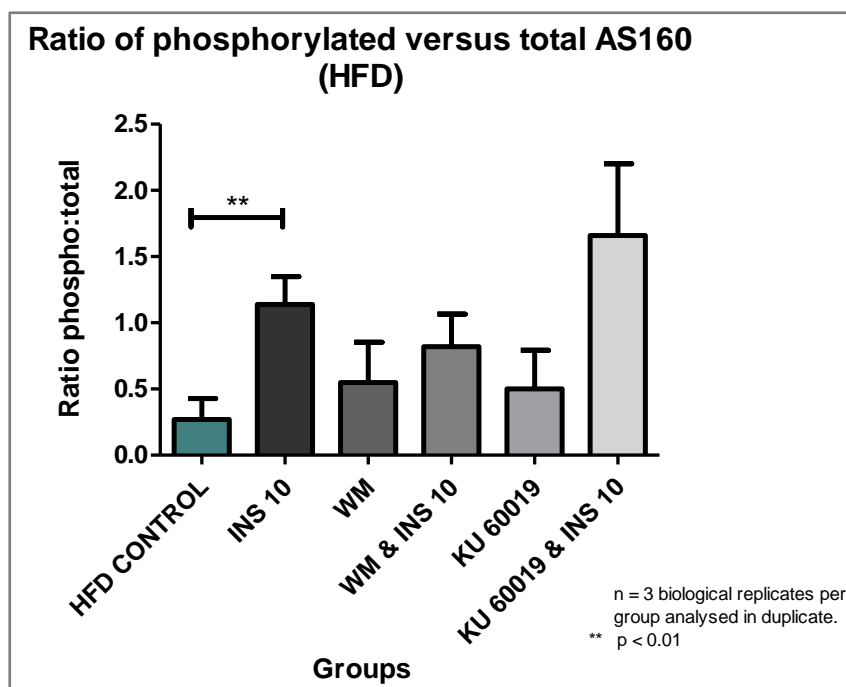 Ratio of phosphorylated versus total AS160
(HFD)
Ratio phospho:total
2.5
2.0
1.5
1.0
0.5
0.0
**
HFD CONTROL
INS 10
WM
WM & INS 10
KU 60019
KU 60019 & INS 10
Groups
n = 3 biological replicates per
group analysed in duplicate.
** p < 0.01